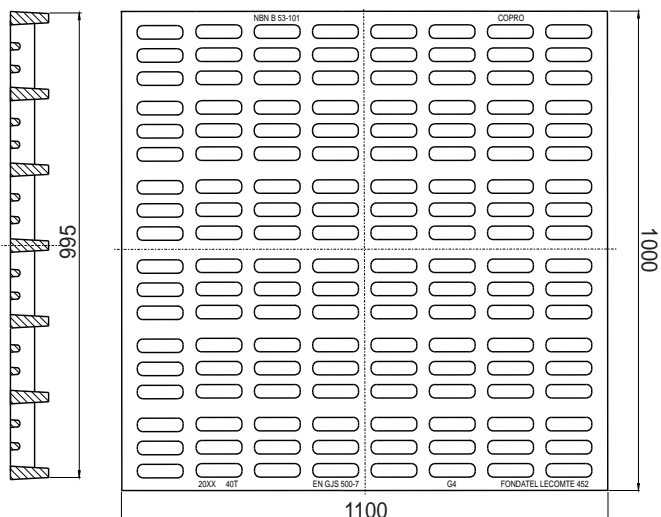 NBN B 53-101 COPRO
995
1000
20XX 40T EN GJS 500-7 G4 FONDATEL LECOMTE 452
1100